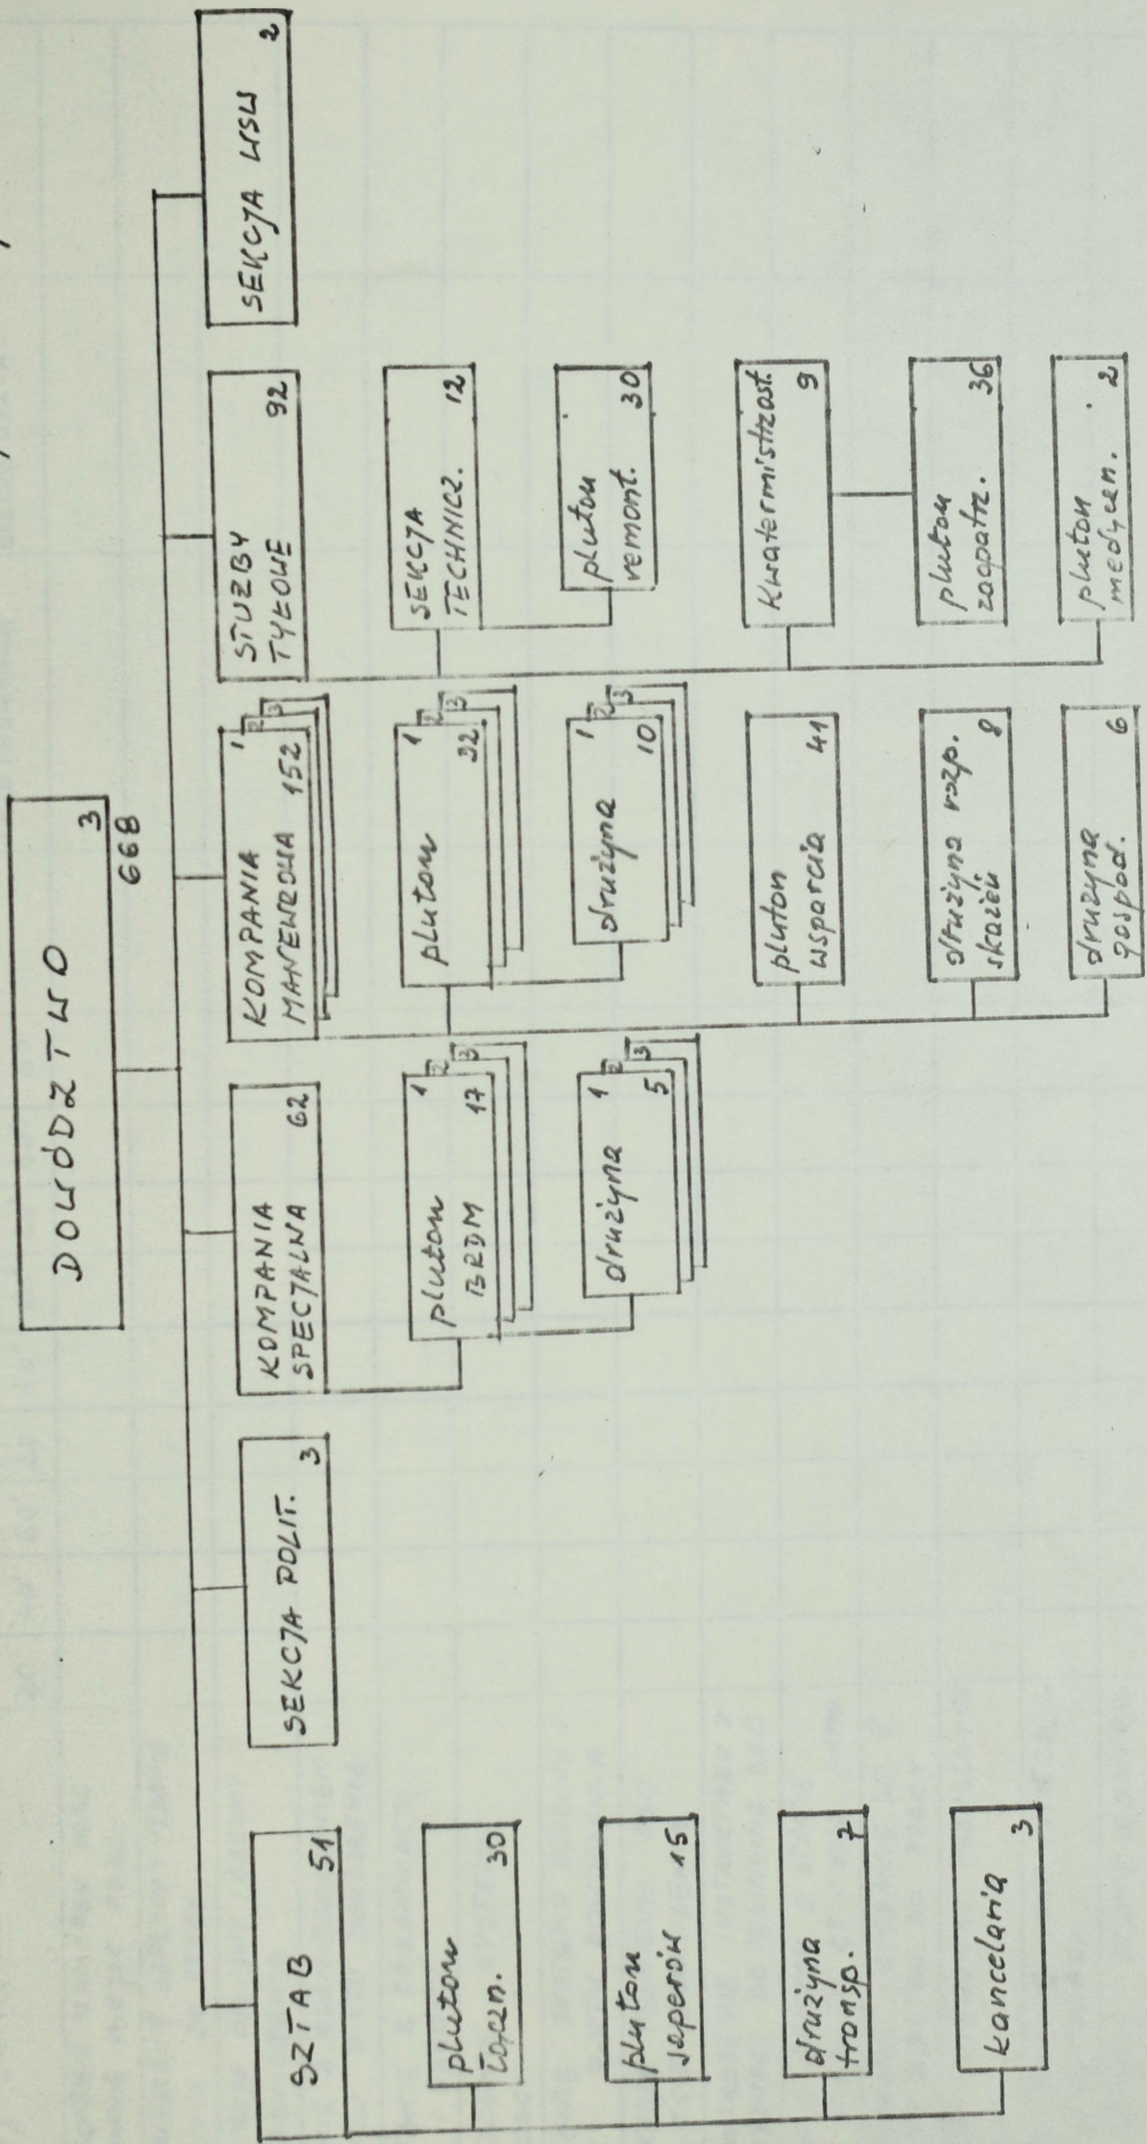 DOWÓDZTWO 3
668
SZTAB 51
pluton
łączn. 30
pluton
saperów 15
drużyna
transp. 7
kancelaria 3
SEKCJA POLIT. 3
KOMPANIA
SPECJALNA 62
pluton 1 2 3
BRDM 17
drużyna 1 2 3
5
KOMPANIA 1 2 3
MANEWROWA 152
pluton 1 2 3
32
drużyna 1 2 3
10
pluton
wsparcia 41
drużyna rozp.
skażeń 8
drużyna
gospod. 6
SŁUŻBY
TYŁOWE 92
SEKCJA
TECHNICZ. 12
pluton
remont. 30
Kwatermistrzost.
9
pluton
zaopatrz. 36
pluton
medyczn. 2
SEKCJA WSW 2